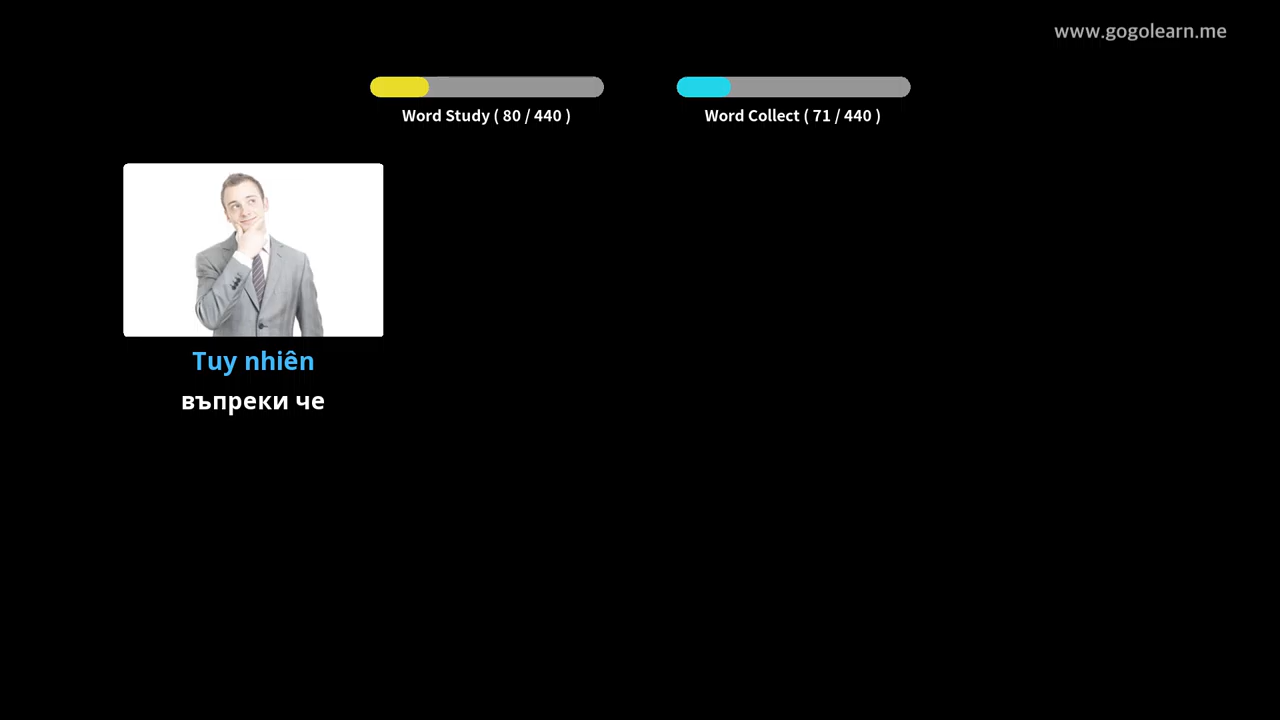 www.gogolearn.me
Word Study ( 80 / 440 )
Word Collect ( 71 / 440 )
Tuy nhiên
въпреки че